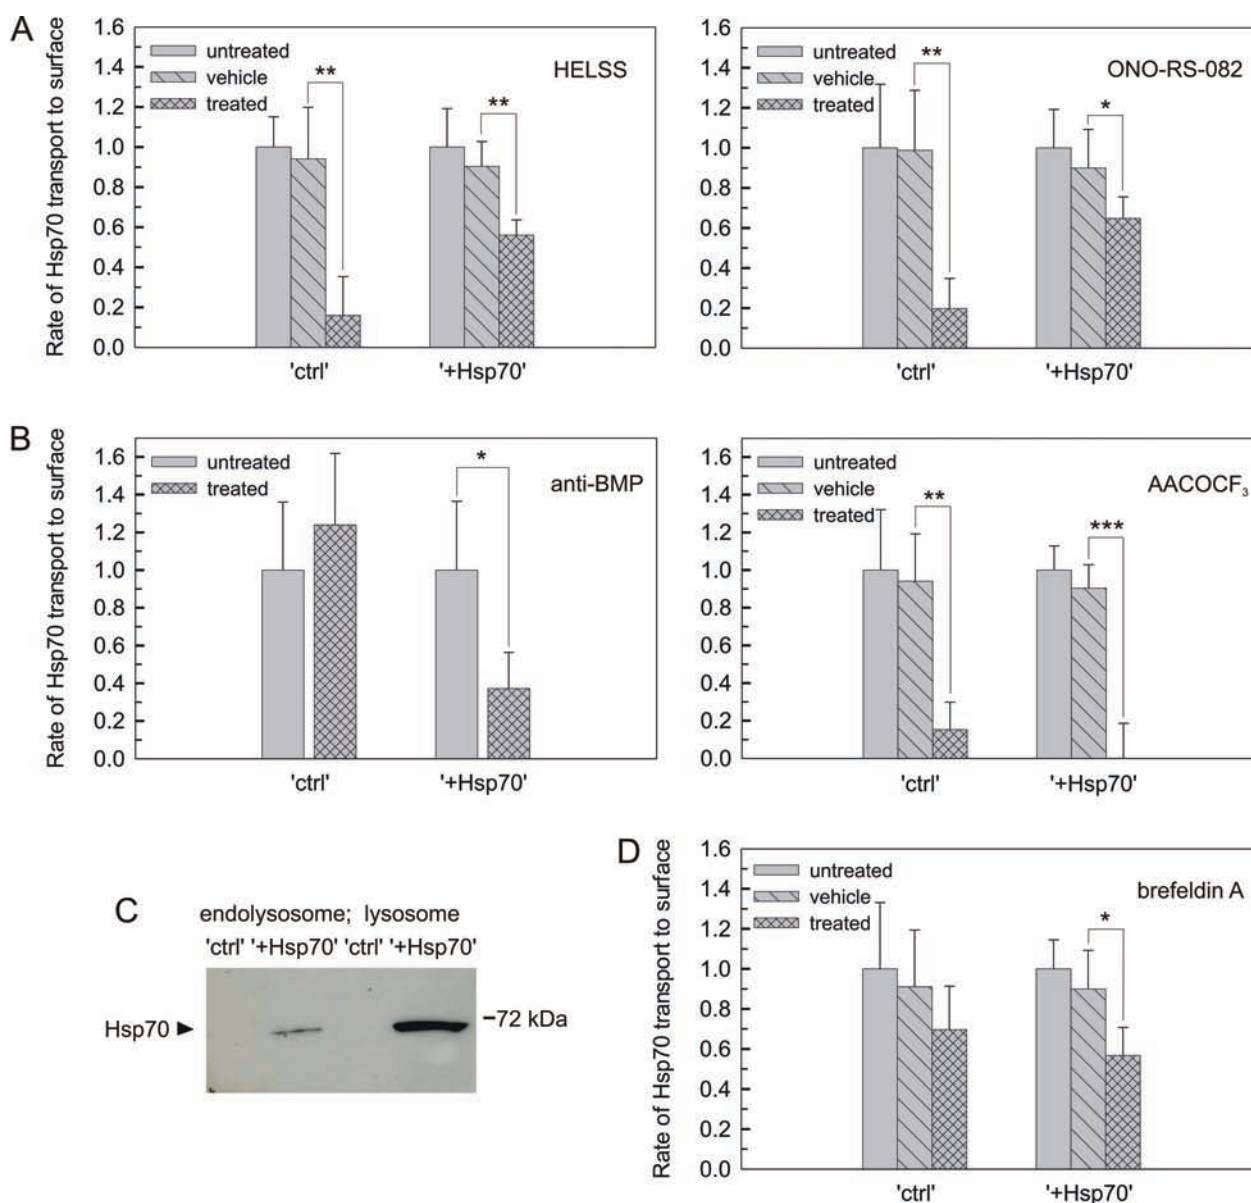 A
Rate of Hsp70 transport to surface
1.6
1.4
1.2
1.0
0.8
0.6
0.4
0.2
0.0
untreated
vehicle
treated
HELSS
**
**
'ctrl'
'+Hsp70'
1.6
1.4
1.2
1.0
0.8
0.6
0.4
0.2
0.0
untreated
vehicle
treated
ONO-RS-082
**
*
'ctrl'
'+Hsp70'
B
Rate of Hsp70 transport to surface
1.6
1.4
1.2
1.0
0.8
0.6
0.4
0.2
0.0
untreated
treated
anti-BMP
*
'ctrl'
'+Hsp70'
1.6
1.4
1.2
1.0
0.8
0.6
0.4
0.2
0.0
untreated
vehicle
treated
AACOCF₃
**
***
'ctrl'
'+Hsp70'
C
endolysosome; lysosome
'ctrl' '+Hsp70' 'ctrl' '+Hsp70'
Hsp70
–72 kDa
D
Rate of Hsp70 transport to surface
1.6
1.4
1.2
1.0
0.8
0.6
0.4
0.2
0.0
untreated
vehicle
treated
brefeldin A
*
'ctrl'
'+Hsp70'